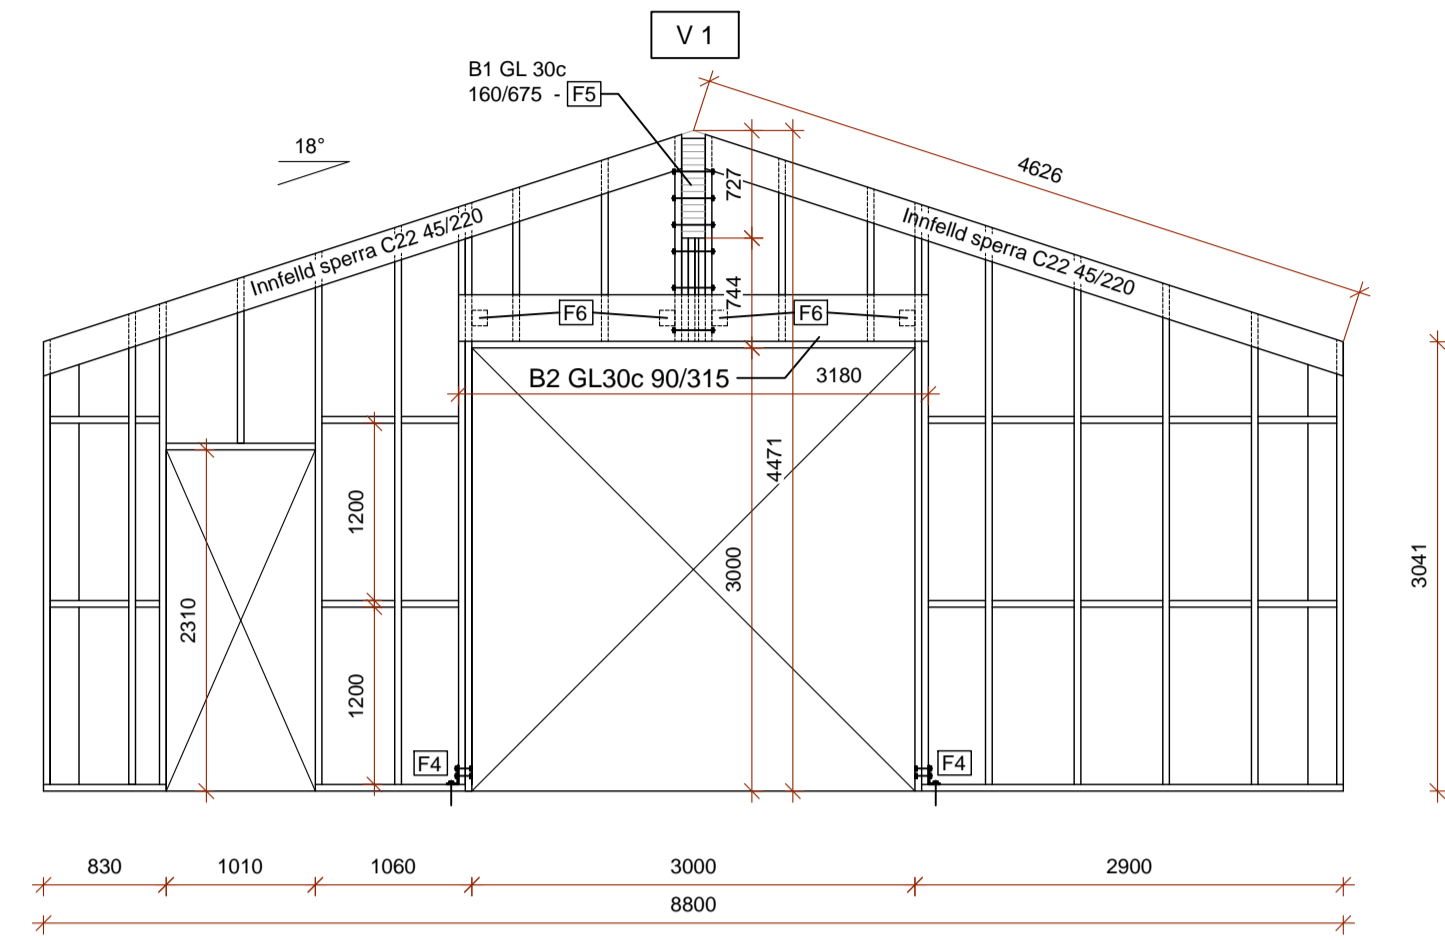 V 1
B1 GL 30c
160/675 - F5
18°
4626
727
Innfelld sperra C22 45/220
Innfelld sperra C22 45/220
744
F6
F6
B2 GL30c 90/315
3180
4471
1200
3000
3041
2310
1200
F4
F4
830
1010
1060
3000
2900
8800